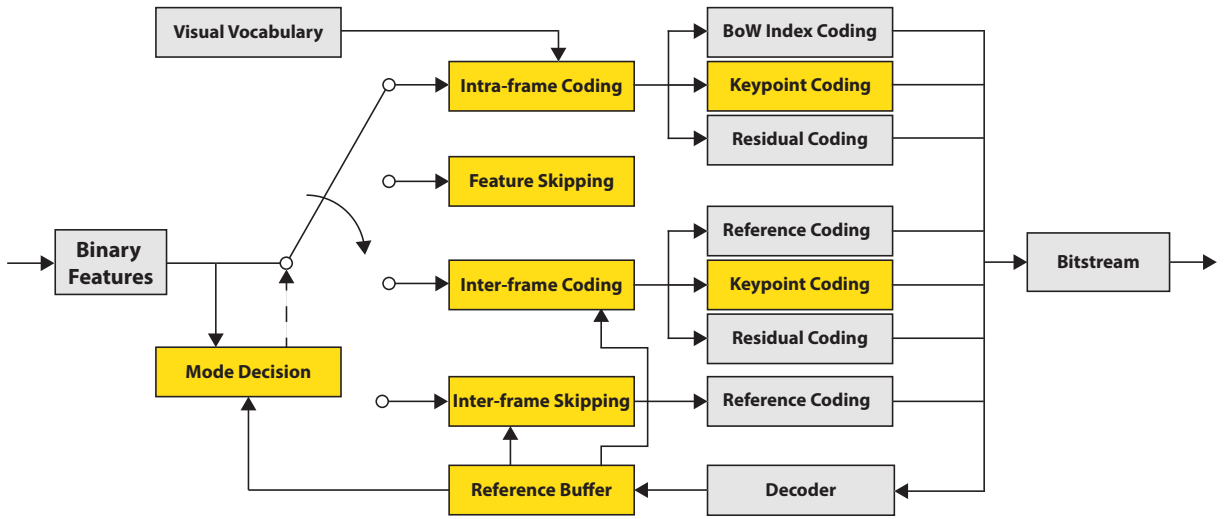 Visual Vocabulary
BoW Index Coding
Intra-frame Coding
Keypoint Coding
Residual Coding
Feature Skipping
Binary
Features
Reference Coding
Inter-frame Coding
Keypoint Coding
Bitstream
Residual Coding
Mode Decision
Inter-frame Skipping
Reference Coding
Reference Buffer
Decoder